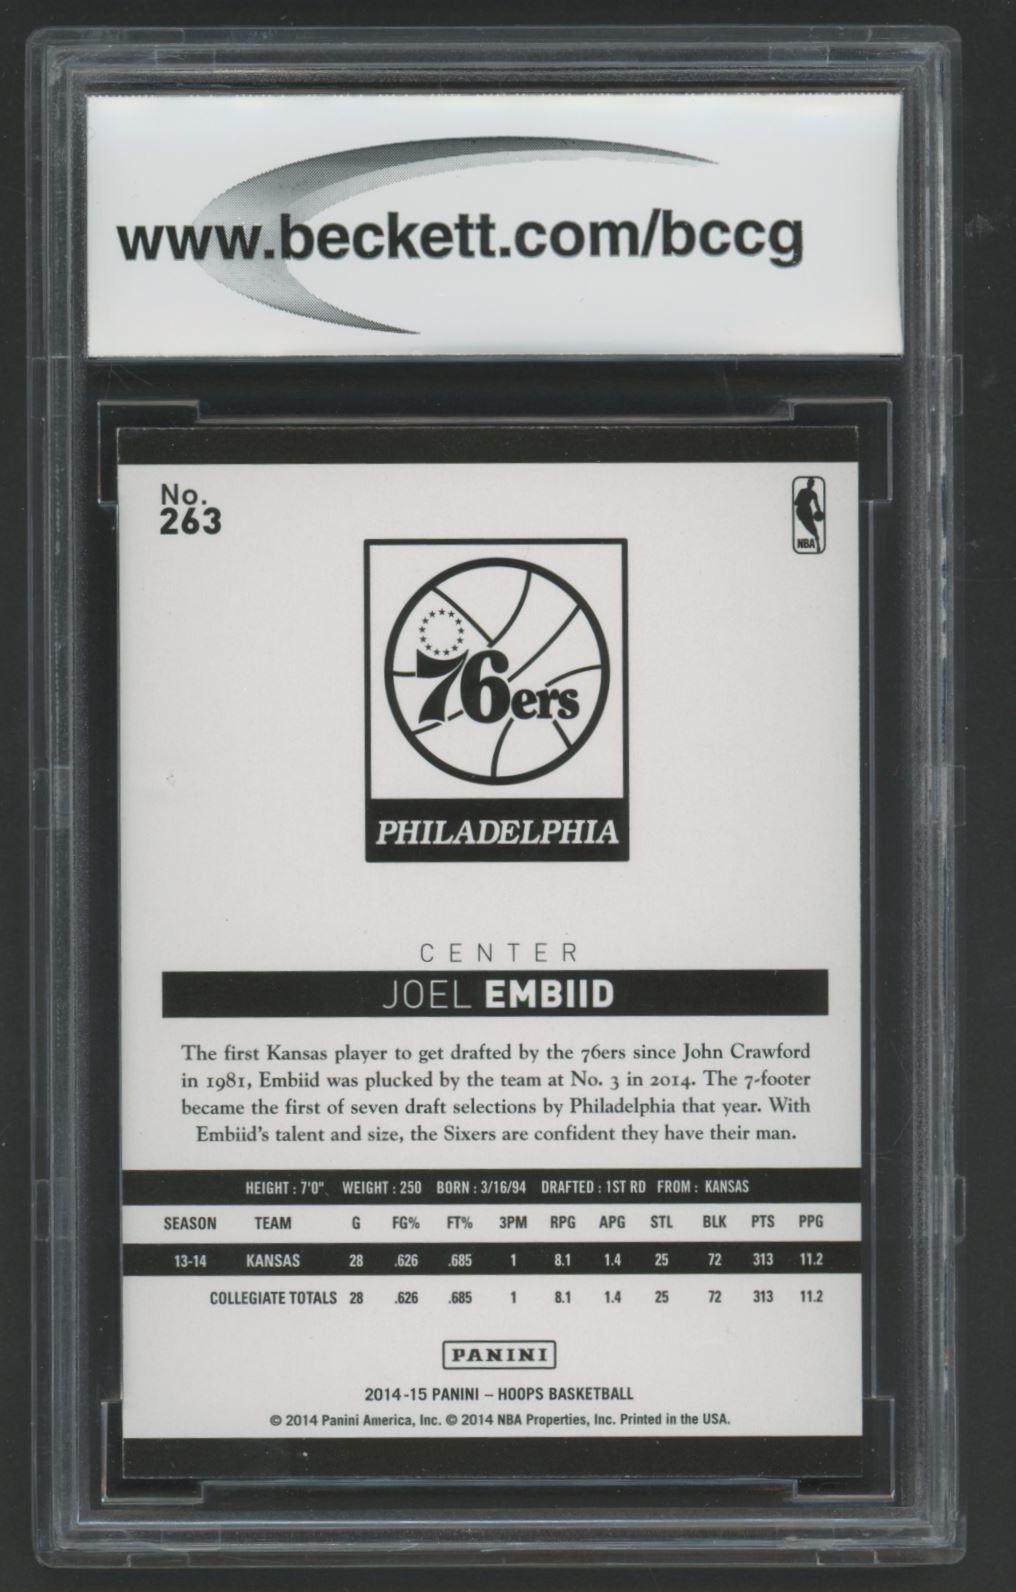 www.beckett.com/bccg
No.
263
NBA
76ers
PHILADELPHIA
CENTER
JOEL EMBIID
The first Kansas player to get drafted by the 76ers since John Crawford
in 1981, Embiid was plucked by the team at No. 3 in 2014. The 7-footer
became the first of seven draft selections by Philadelphia that year. With
Embiid's talent and size, the Sixers are confident they have their man.
HEIGHT : 7'0" WEIGHT : 250 BORN : 3/16/94 DRAFTED : 1ST RD FROM : KANSAS
SEASON TEAM G FG% FT% 3PM RPG APG STL BLK PTS PPG
13-14 KANSAS 28 .626 .685 1 8.1 1.4 25 72 313 11.2
COLLEGIATE TOTALS 28 .626 .685 1 8.1 1.4 25 72 313 11.2
PANINI
2014-15 PANINI – HOOPS BASKETBALL
© 2014 Panini America, Inc. © 2014 NBA Properties, Inc. Printed in the USA.